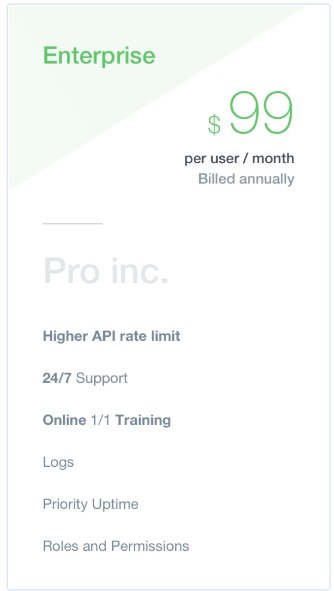 Enterprise
$ 99
per user / month
Billed annually
Pro inc.
Higher API rate limit
24/7 Support
Online 1/1 Training
Logs
Priority Uptime
Roles and Permissions